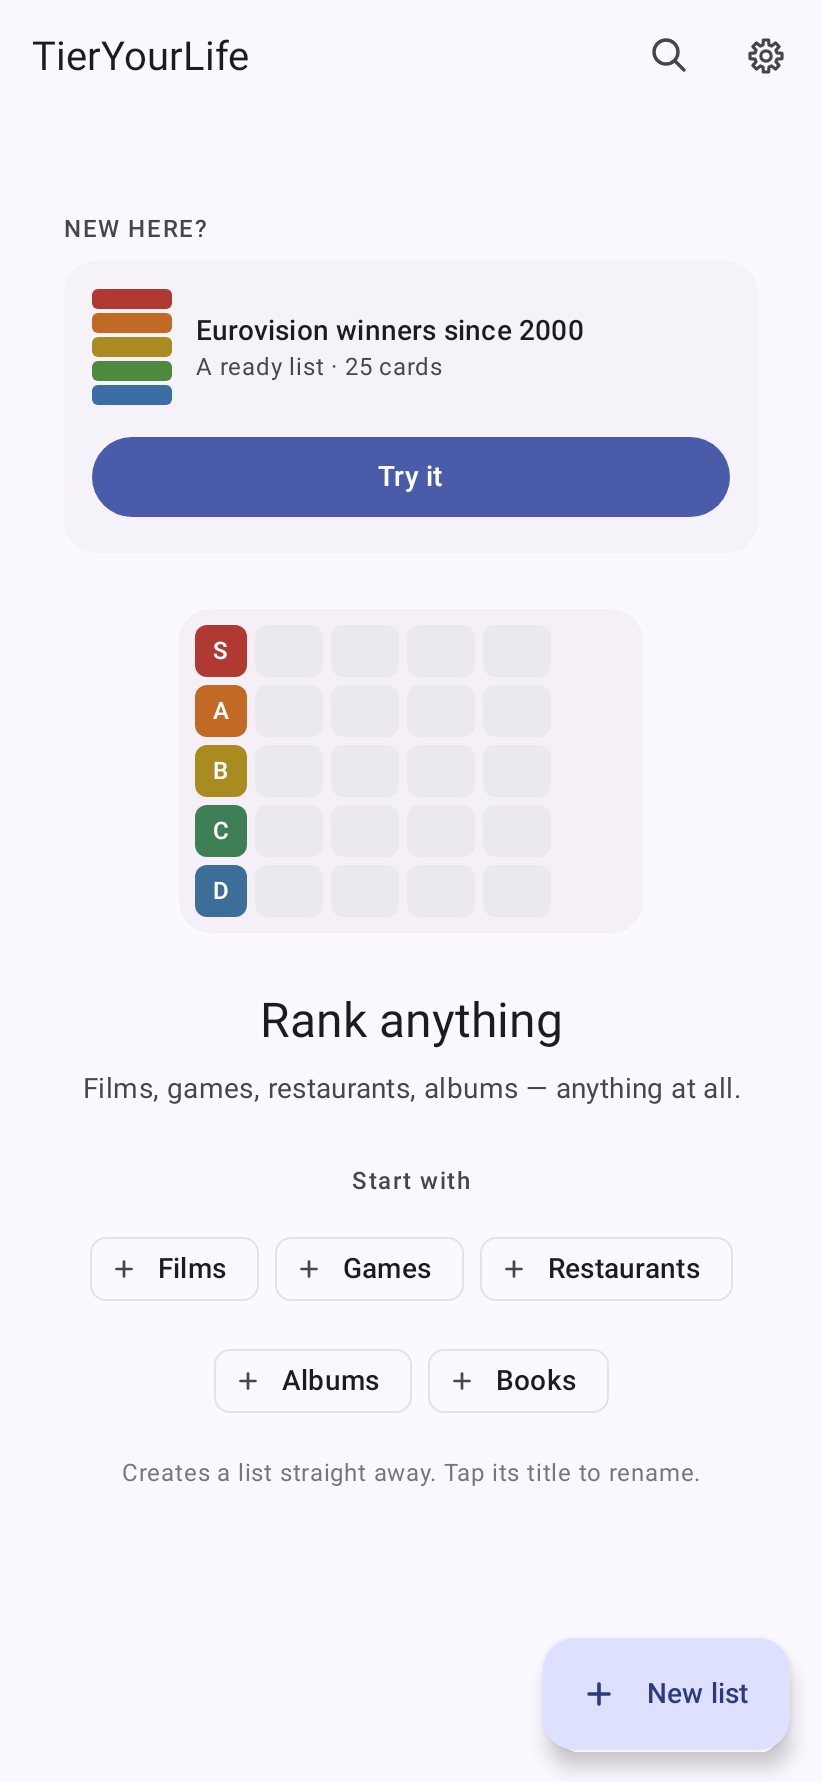 TierYourLife
NEW HERE?
Eurovision winners since 2000
A ready list · 25 cards
Try it
S
A
B
C
D
Rank anything
Films, games, restaurants, albums — anything at all.
Start with
+ Films + Games + Restaurants
+ Albums + Books
Creates a list straight away. Tap its title to rename.
+ New list